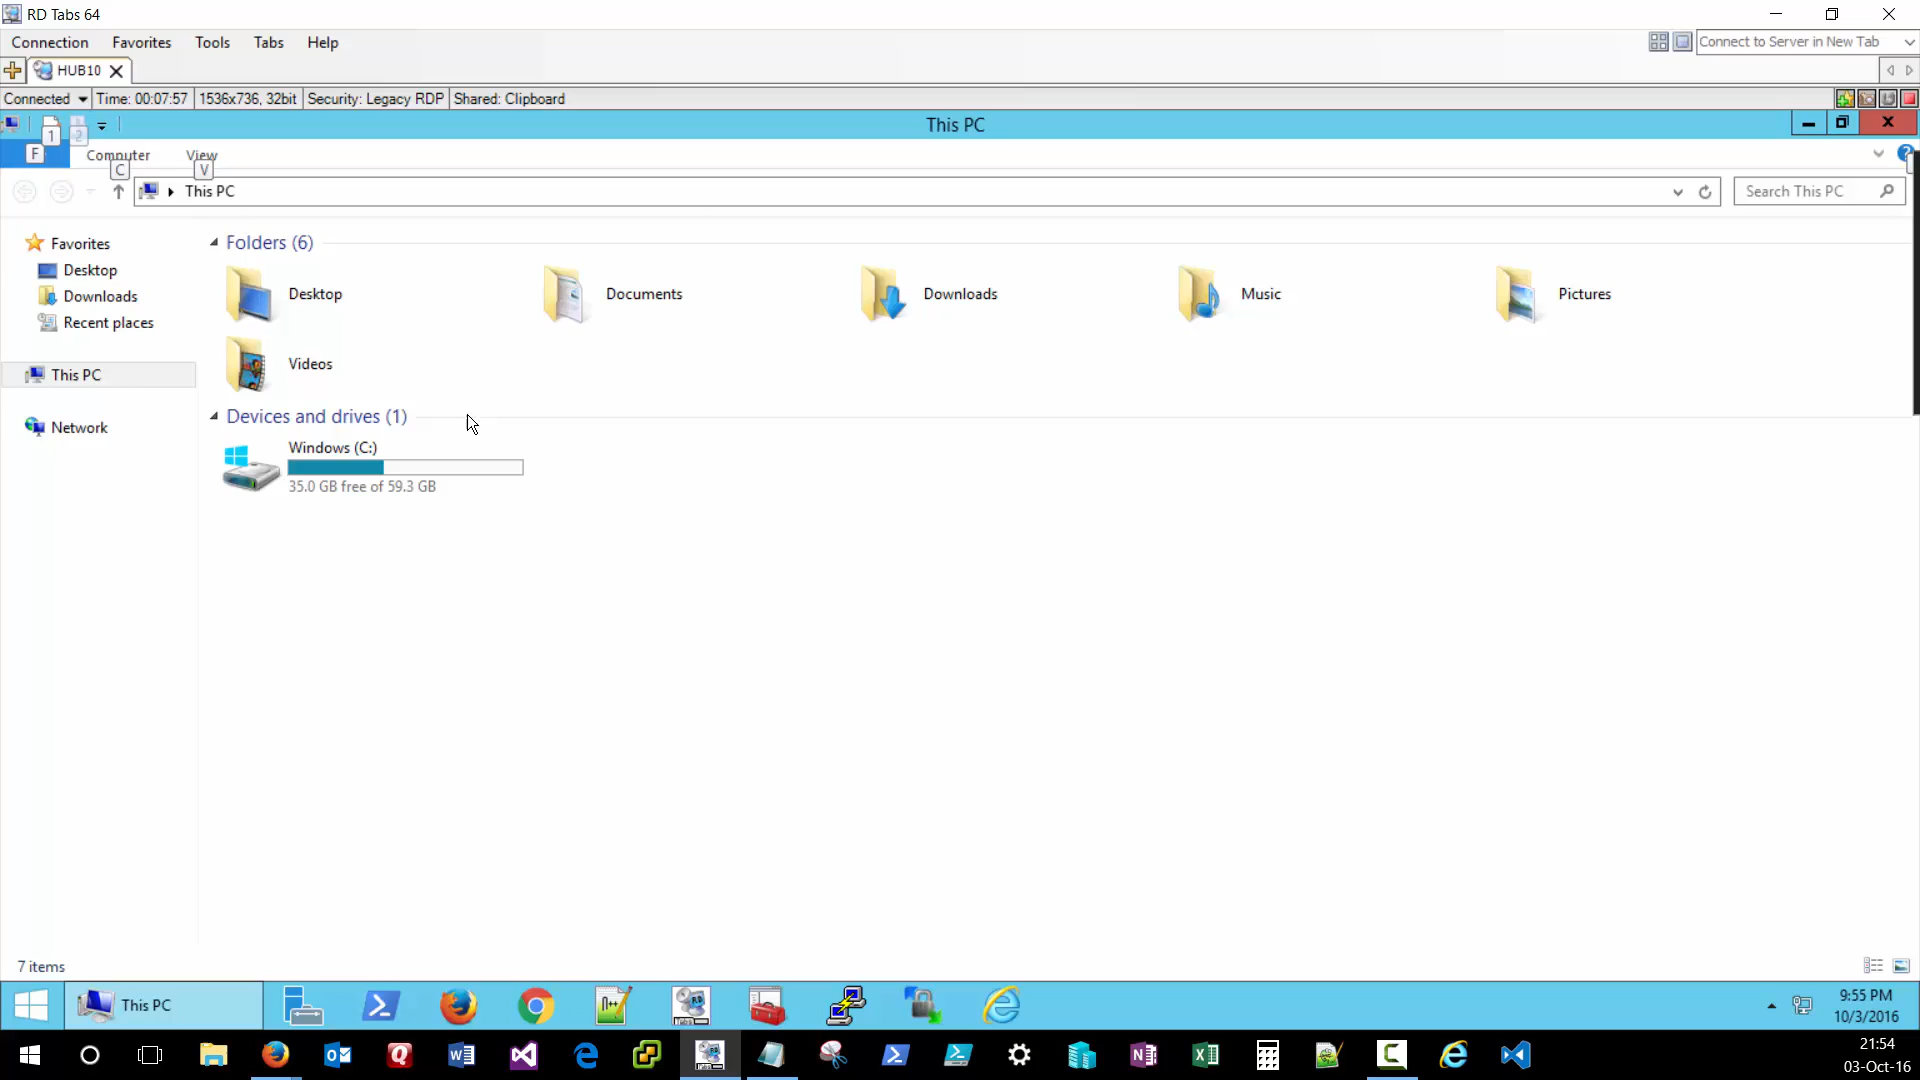 RD Tabs 64
Connection Favorites Tools Tabs Help
Connect to Server in New Tab
HUB10
Connected Time: 00:07:57 1536x736, 32bit Security: Legacy RDP Shared: Clipboard
This PC
1 2
F Computer View
C V
This PC
Search This PC
Favorites
Desktop
Downloads
Recent places
This PC
Network
Folders (6)
Desktop Documents Downloads Music Pictures
Videos
Devices and drives (1)
Windows (C:)
35.0 GB free of 59.3 GB
7 items
This PC
9:55 PM
10/3/2016
21:54
03-Oct-16